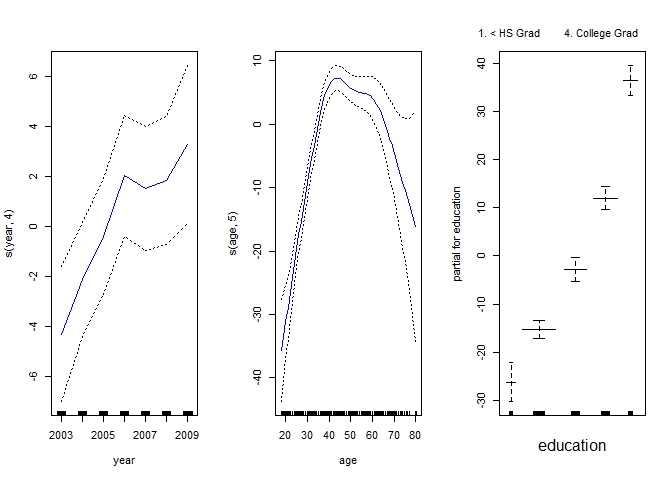 1. < HS Grad 4. College Grad
s(year, 4)
6
4
2
0
-2
-4
-6
2003 2005 2007 2009
year
s(age, 5)
10
0
-10
-20
-30
-40
20 30 40 50 60 70 80
age
partial for education
40
30
20
10
0
-10
-20
-30
education